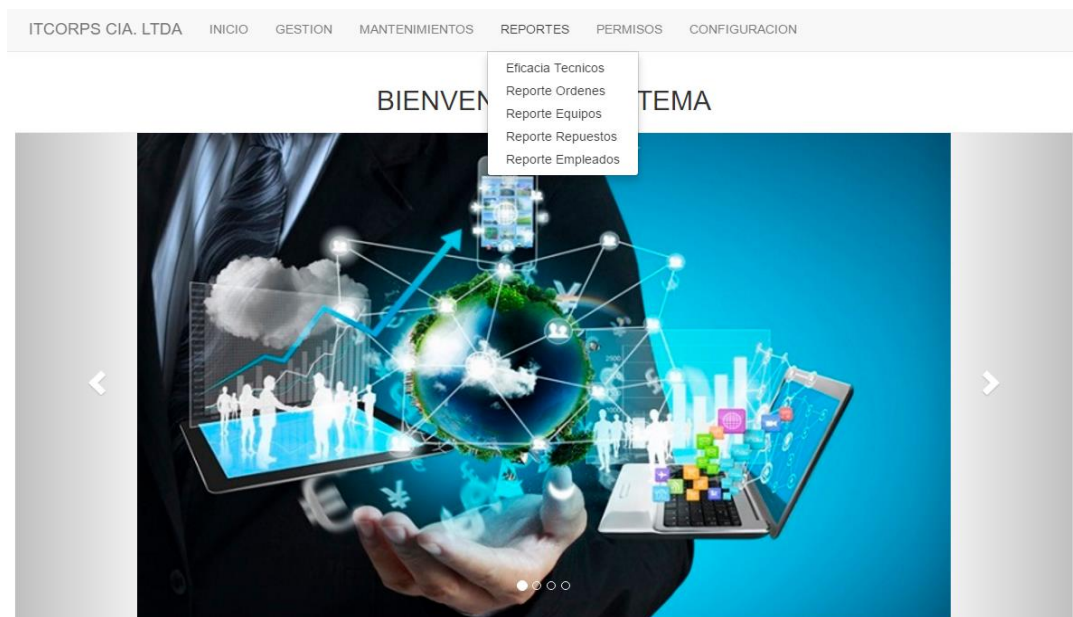 ITCORPS CIA. LTDA INICIO GESTION MANTENIMIENTOS REPORTES PERMISOS CONFIGURACION
Eficacia Tecnicos
Reporte Ordenes
Reporte Equipos
Reporte Repuestos
Reporte Empleados
BIENVEN TEMA
2500